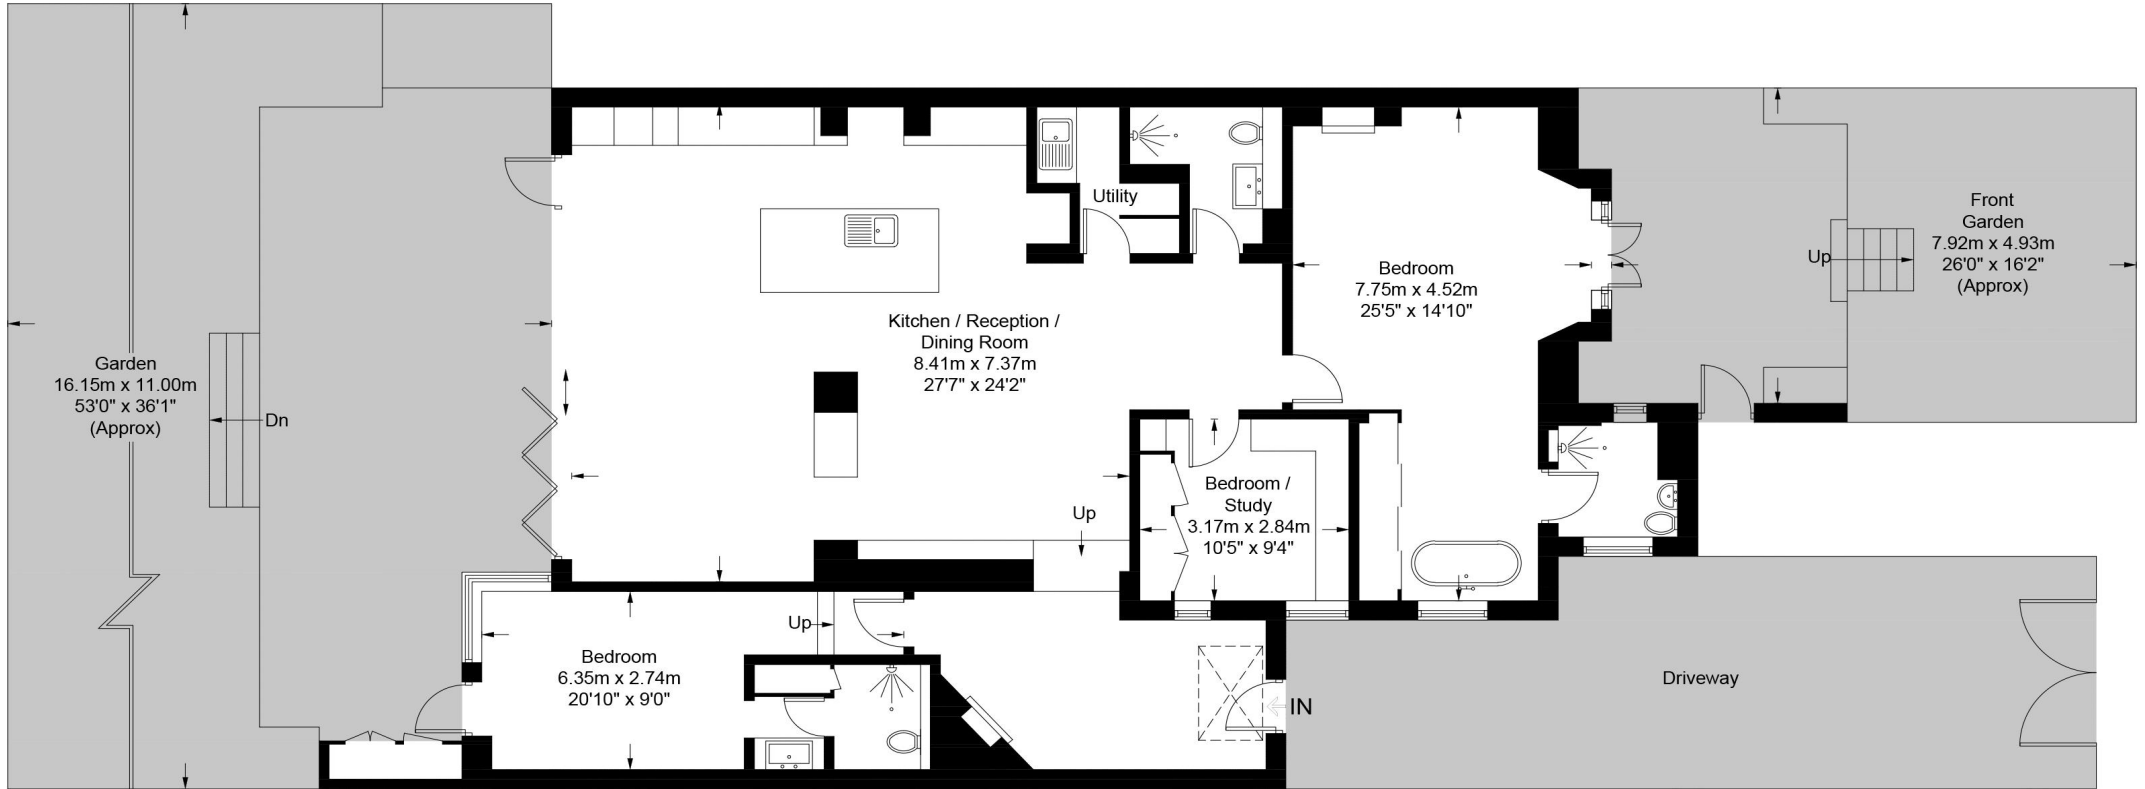 Garden
16.15m x 11.00m
53'0" x 36'1"
(Approx)
Dn
Kitchen / Reception /
Dining Room
8.41m x 7.37m
27'7" x 24'2"
Utility
Bedroom
7.75m x 4.52m
25'5" x 14'10"
Up
Front
Garden
7.92m x 4.93m
26'0" x 16'2"
(Approx)
Bedroom /
Study
3.17m x 2.84m
10'5" x 9'4"
Up
Up
Bedroom
6.35m x 2.74m
20'10" x 9'0"
IN
Driveway